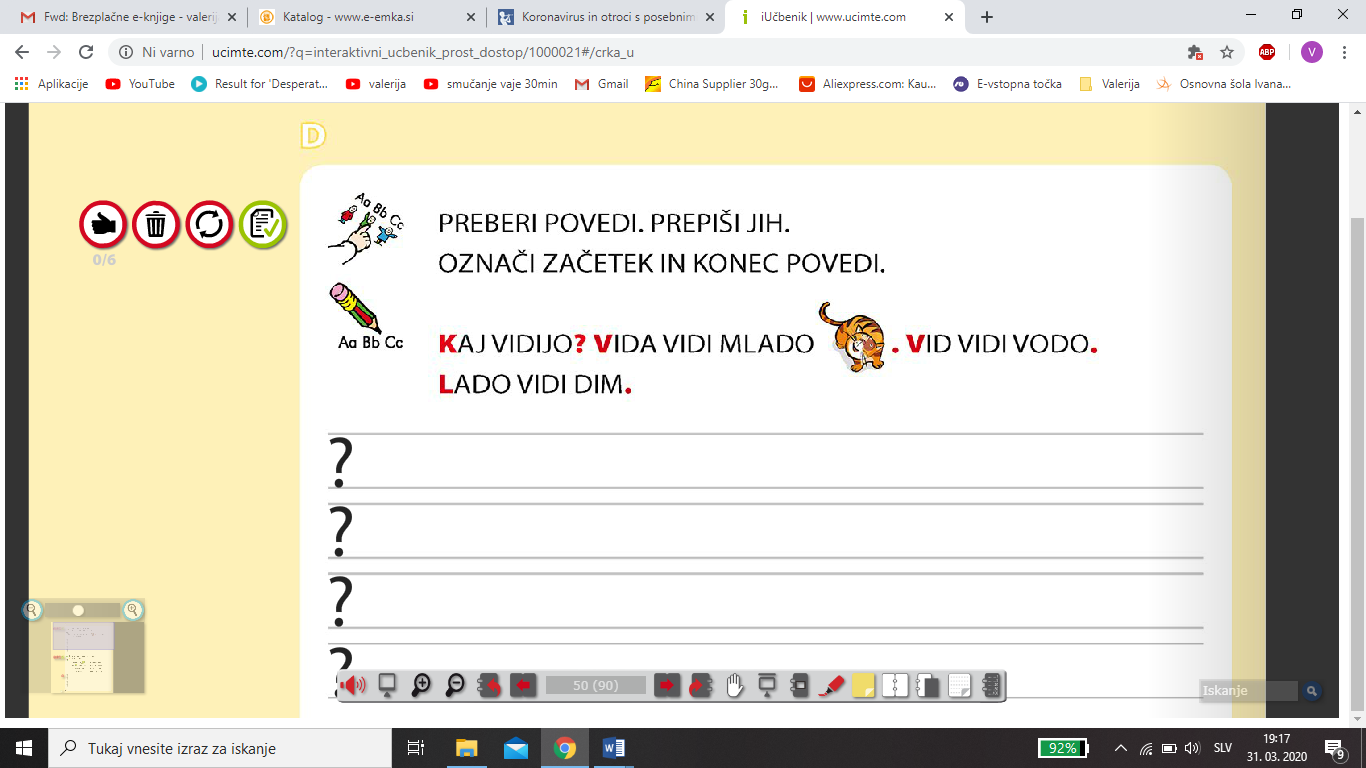 Fwd: Brezplačne e-knjige - valerij
Katalog - www.e-emka.si
Koronavirus in otroci s posebnim
iUčbenik | www.ucimte.com
Ni varno
ucimte.com/?q=interaktivni_ucbenik_prost_dostop/1000021#/crka_u
ABP
V
Aplikacije
YouTube
Result for 'Desperat...
valerija
smučanje vaje 30min
Gmail
China Supplier 30g...
Aliexpress.com: Kau...
E-vstopna točka
Valerija
Osnovna šola Ivana...
D
0/6
Aa Bb Cc
PREBERI POVEDI. PREPIŠI JIH.
OZNAČI ZAČETEK IN KONEC POVEDI.
Aa Bb Cc
KAJ VIDIJO? VIDA VIDI MLADO . VID VIDI VODO.
LADO VIDI DIM.
?
?
?
?
50 (90)
Iskanje
Tukaj vnesite izraz za iskanje
92%
SLV
19:17
31. 03. 2020
9